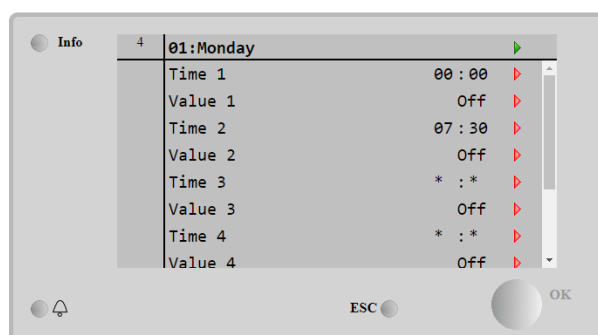 Info
4 01:Monday
Time 1 00:00
Value 1 Off
Time 2 07:30
Value 2 Off
Time 3 * :*
Value 3 Off
Time 4 * :*
Value 4 Off
ESC
OK